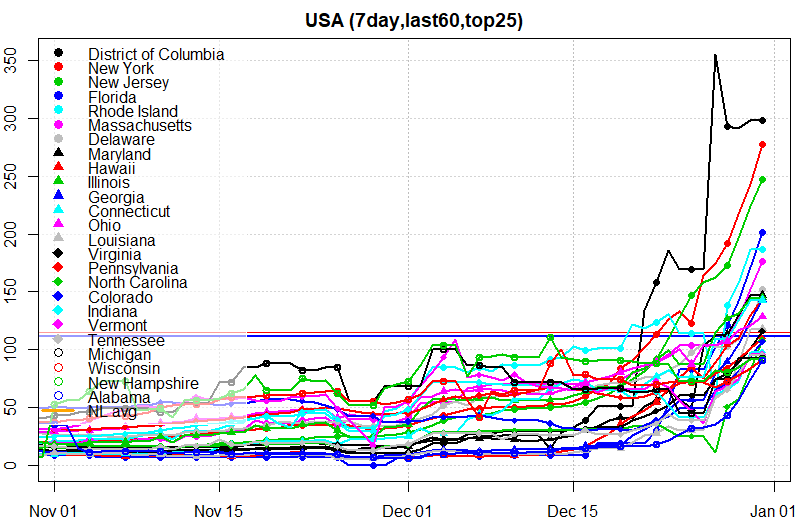 USA (7day,last60,top25)
350
300
250
200
150
100
50
0
District of Columbia
New York
New Jersey
Florida
Rhode Island
Massachusetts
Delaware
Maryland
Hawaii
Illinois
Georgia
Connecticut
Ohio
Louisiana
Virginia
Pennsylvania
North Carolina
Colorado
Indiana
Vermont
Tennessee
Michigan
Wisconsin
New Hampshire
Alabama
NL avg
Nov 01 Nov 15 Dec 01 Dec 15 Jan 01